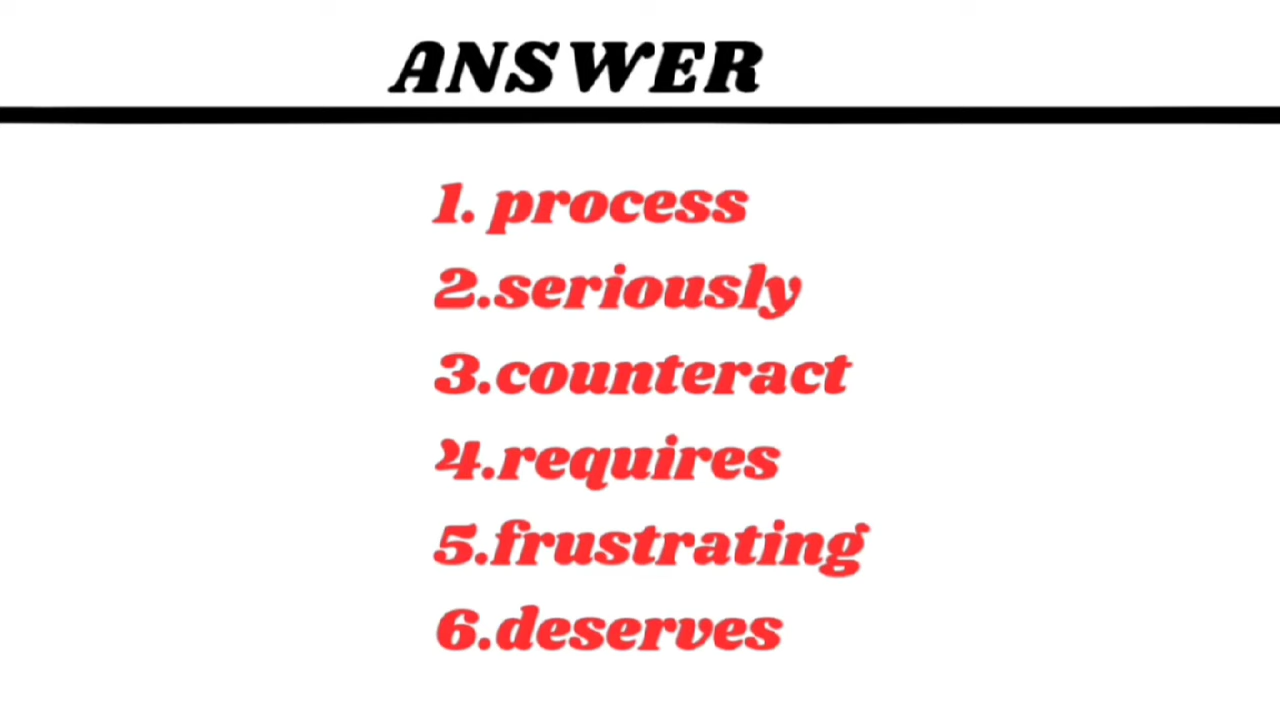 ANSWER
1. process
2.seriously
3.counteract
4.requires
5.frustrating
6.deserves